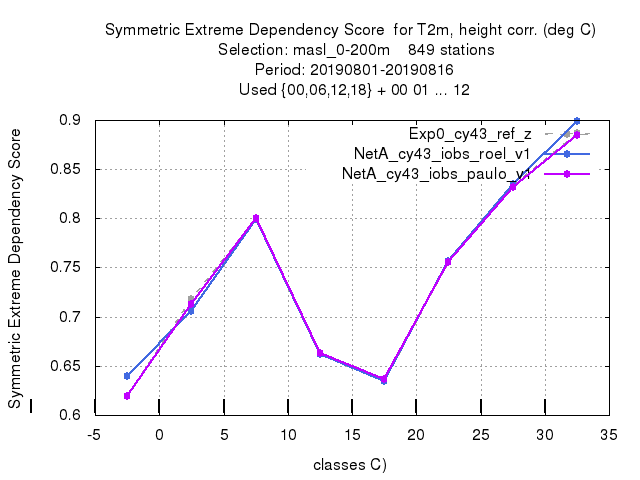 Symmetric Extreme Dependency Score  for T2m, height corr. (deg C)
Selection: masl_0-200m    849 stations
Period: 20190801-20190816
Used {00,06,12,18} + 00 01 ... 12
Symmetric Extreme Dependency Score
0.9
0.85
0.8
0.75
0.7
0.65
0.6
Exp0_cy43_ref_z
NetA_cy43_iobs_roel_v1
NetA_cy43_iobs_paulo_v1
-5 0 5 10 15 20 25 30 35
classes C)